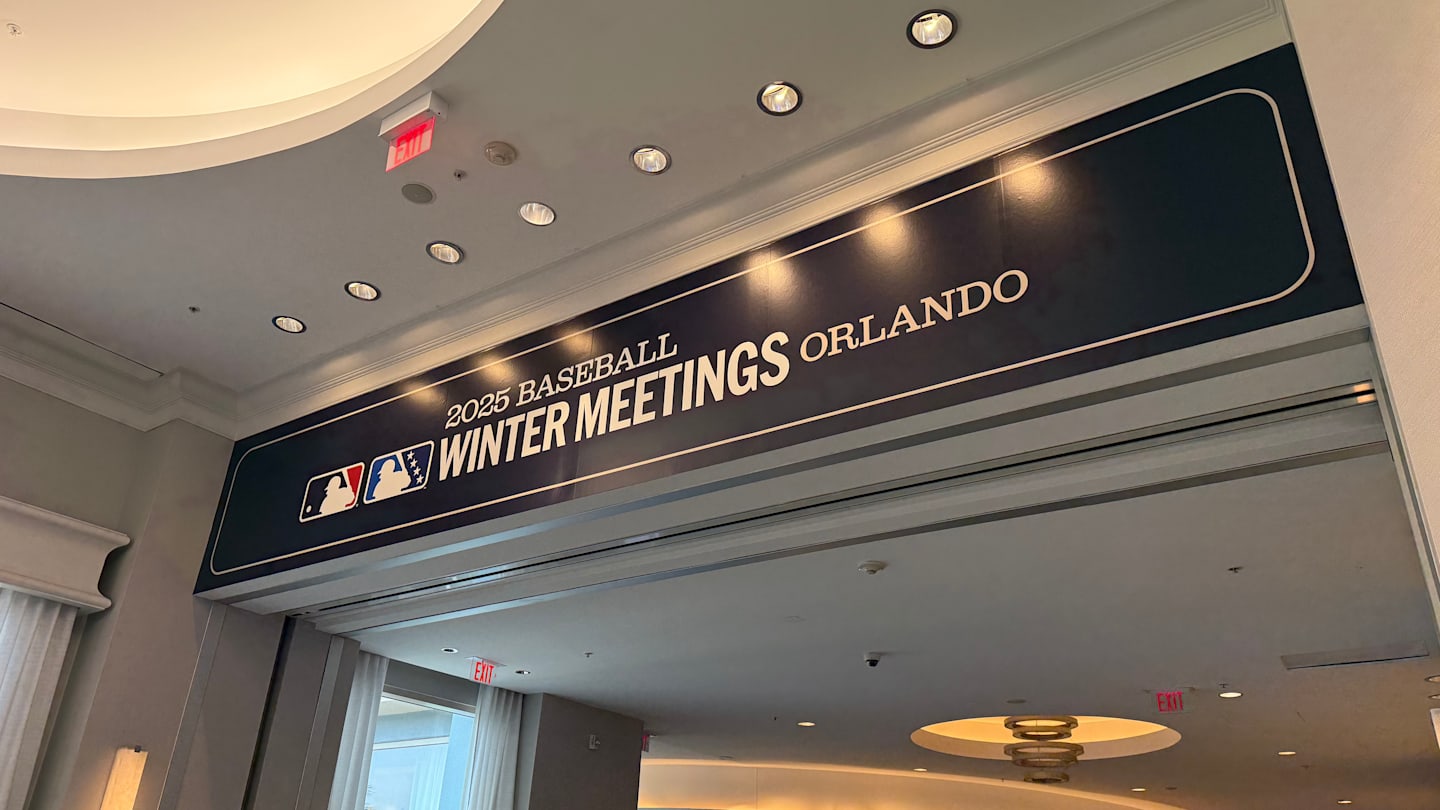 EXIT
2025 BASEBALL
WINTER MEETINGS ORLANDO
EXIT
EXIT